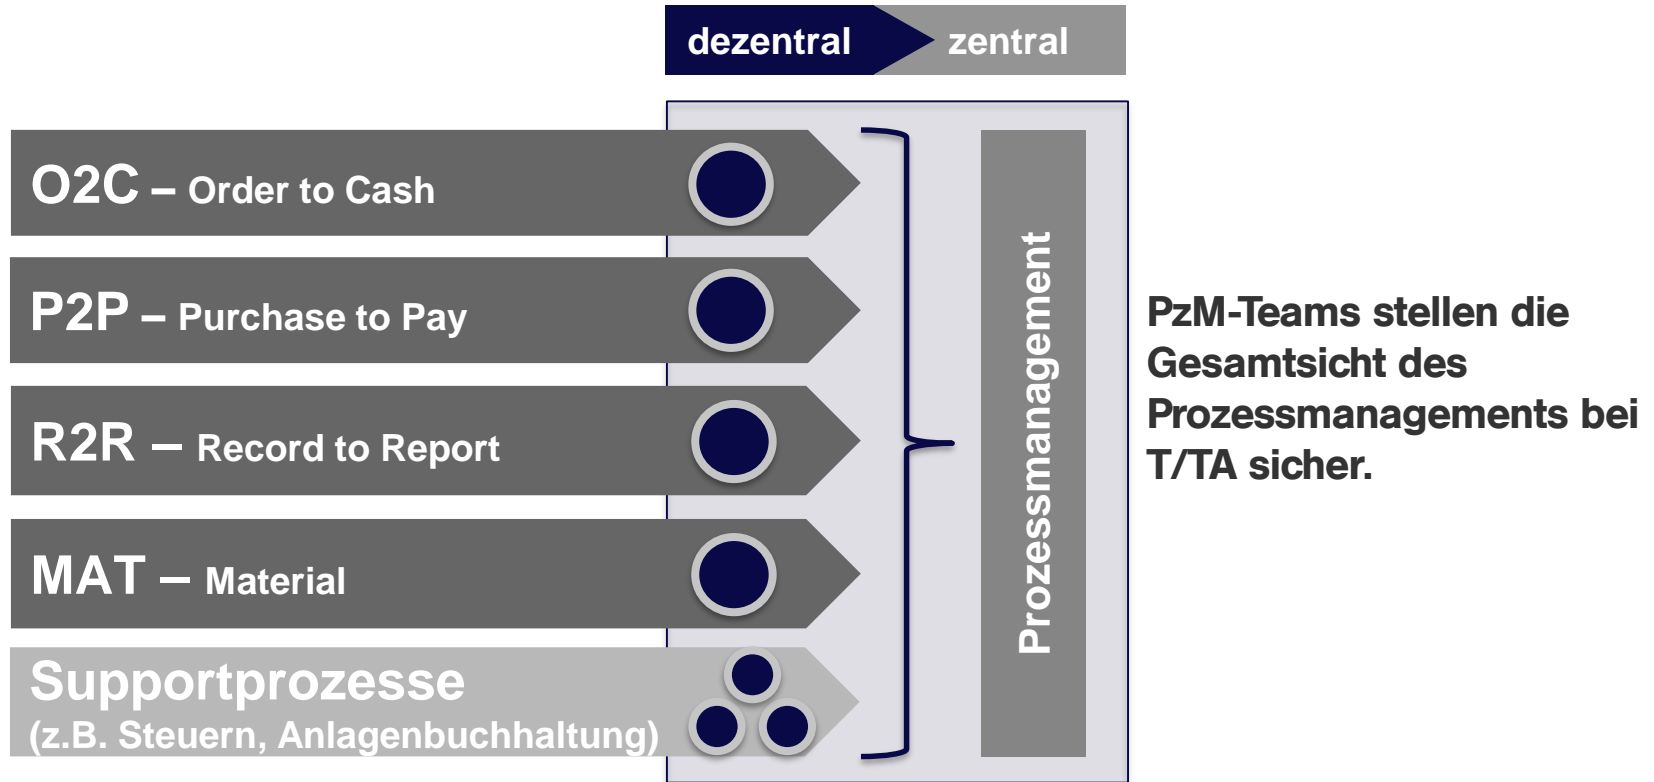 dezentral zentral
O2C – Order to Cash
P2P – Purchase to Pay
R2R – Record to Report
MAT – Material
Supportprozesse
(z.B. Steuern, Anlagenbuchhaltung)
Prozessmanagement
PzM-Teams stellen die
Gesamtsicht des
Prozessmanagements bei
T/TA sicher.